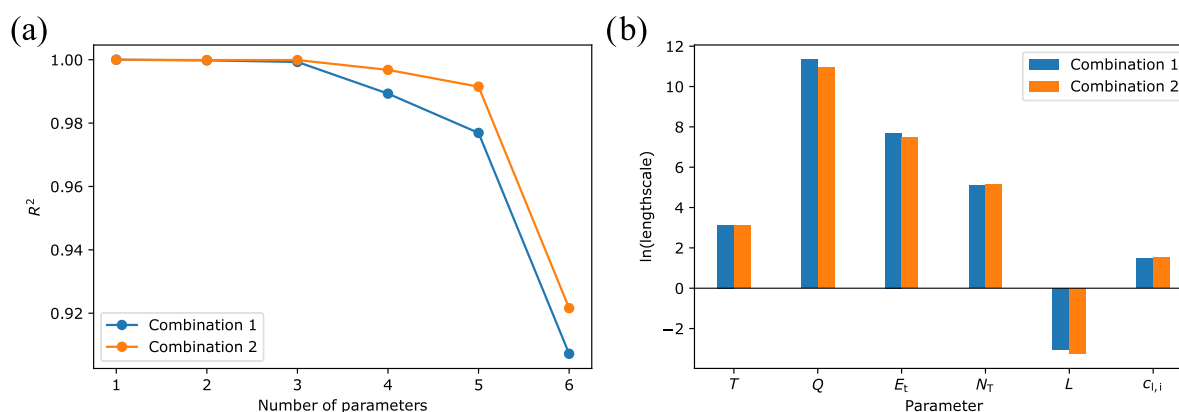 (a)
1.00
0.98
0.96
0.94
0.92
R²
Combination 1
Combination 2
1 2 3 4 5 6
Number of parameters
(b)
12
10
8
6
4
2
0
−2
ln(lengthscale)
Combination 1
Combination 2
T Q Eₜ N_T L c_l,i
Parameter